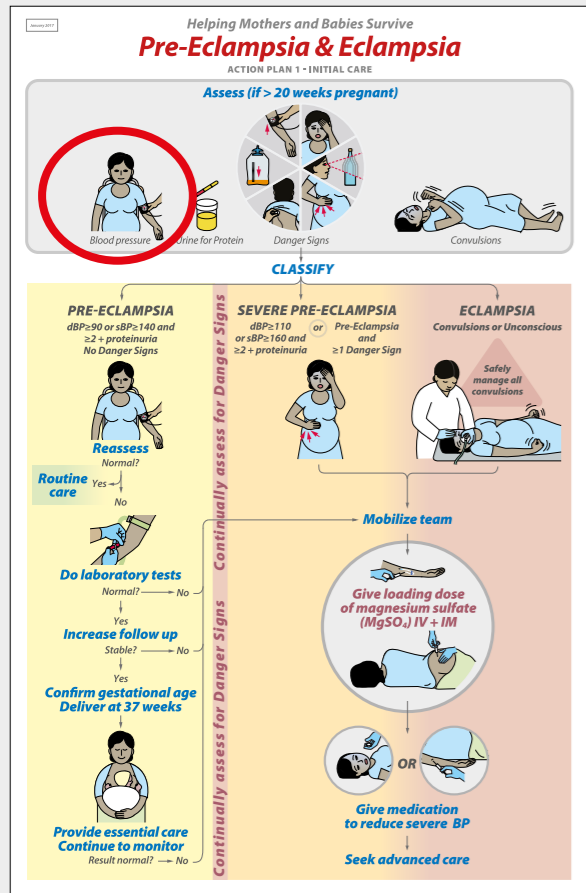 January 2017
Helping Mothers and Babies Survive
Pre-Eclampsia & Eclampsia
ACTION PLAN 1 - INITIAL CARE
Assess (if > 20 weeks pregnant)
Blood pressure
Urine for Protein
Danger Signs
Convulsions
CLASSIFY
PRE-ECLAMPSIA
dBP≥90 or sBP≥140 and
≥2 + proteinuria
No Danger Signs
Reassess
Normal?
Routine
care
Yes
No
Do laboratory tests
Normal? No
Yes
Increase follow up
Stable? No
Yes
Confirm gestational age
Deliver at 37 weeks
Provide essential care
Continue to monitor
Result normal? No
Continually assess for Danger Signs
Continually assess for Danger Signs
SEVERE PRE-ECLAMPSIA
dBP≥110
or sBP≥160 and
≥2 + proteinuria
or
Pre-Eclampsia
and
≥1 Danger Sign
ECLAMPSIA
Convulsions or Unconscious
Safely
manage all
convulsions
Mobilize team
Give loading dose
of magnesium sulfate
(MgSO₄) IV + IM
OR
Give medication
to reduce severe BP
Seek advanced care